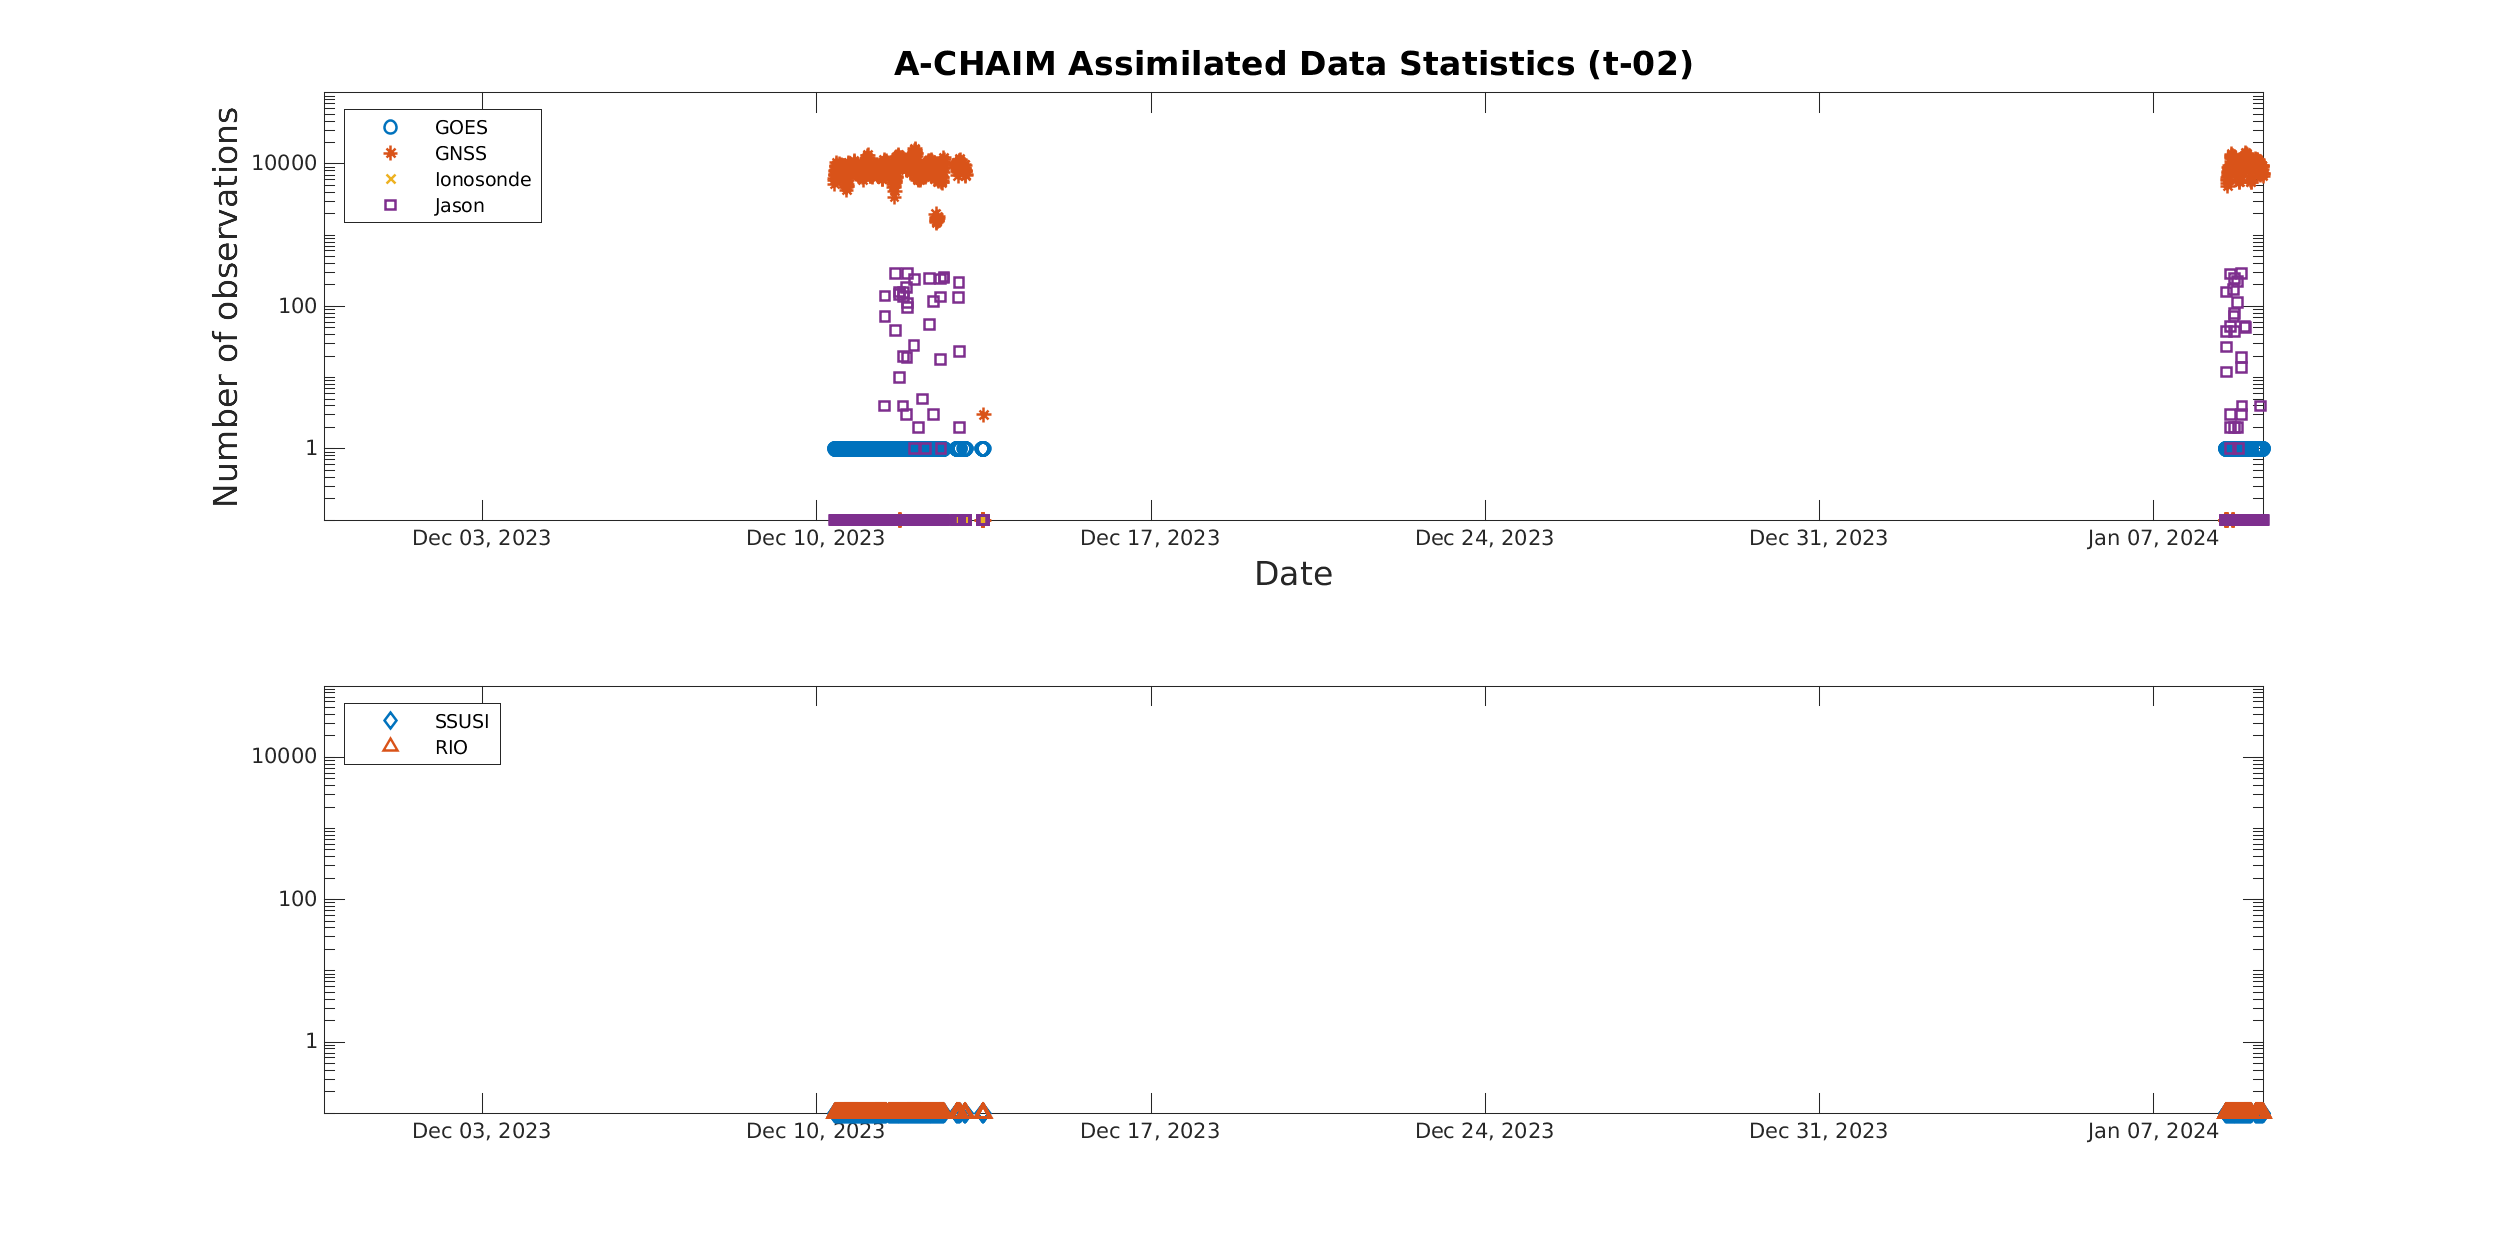 A-CHAIM Assimilated Data Statistics (t-02)
Number of observations
10000
100
1
GOES
GNSS
Ionosonde
Jason
Dec 03, 2023
Dec 10, 2023
Dec 17, 2023
Dec 24, 2023
Dec 31, 2023
Jan 07, 2024
Date
10000
100
1
SSUSI
RIO
Dec 03, 2023
Dec 10, 2023
Dec 17, 2023
Dec 24, 2023
Dec 31, 2023
Jan 07, 2024